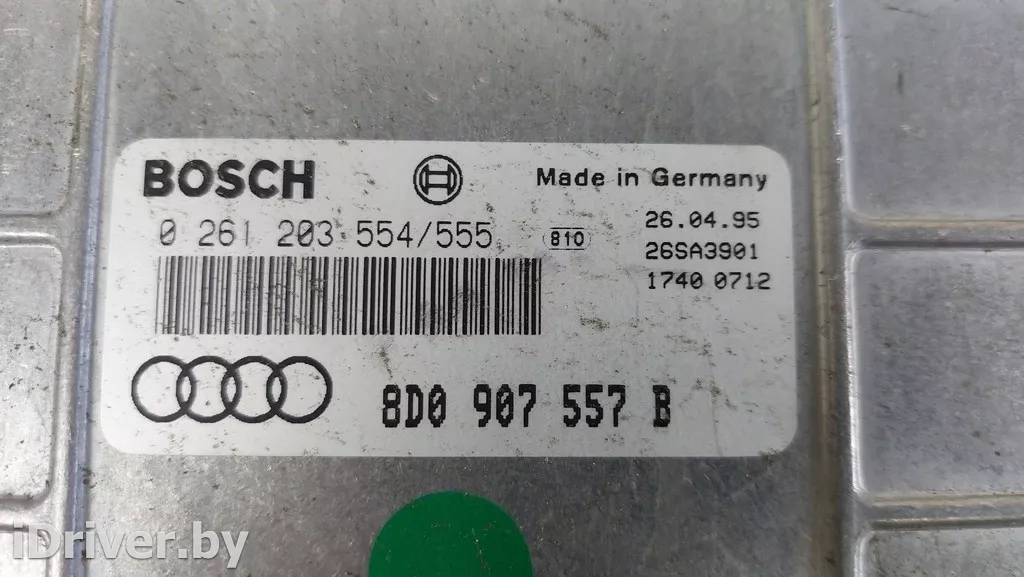 BOSCH
Made in Germany
0 261 203 554/555
810
26.04.95
26SA3901
1740 0712
8D0 907 557 B
iDriver.by